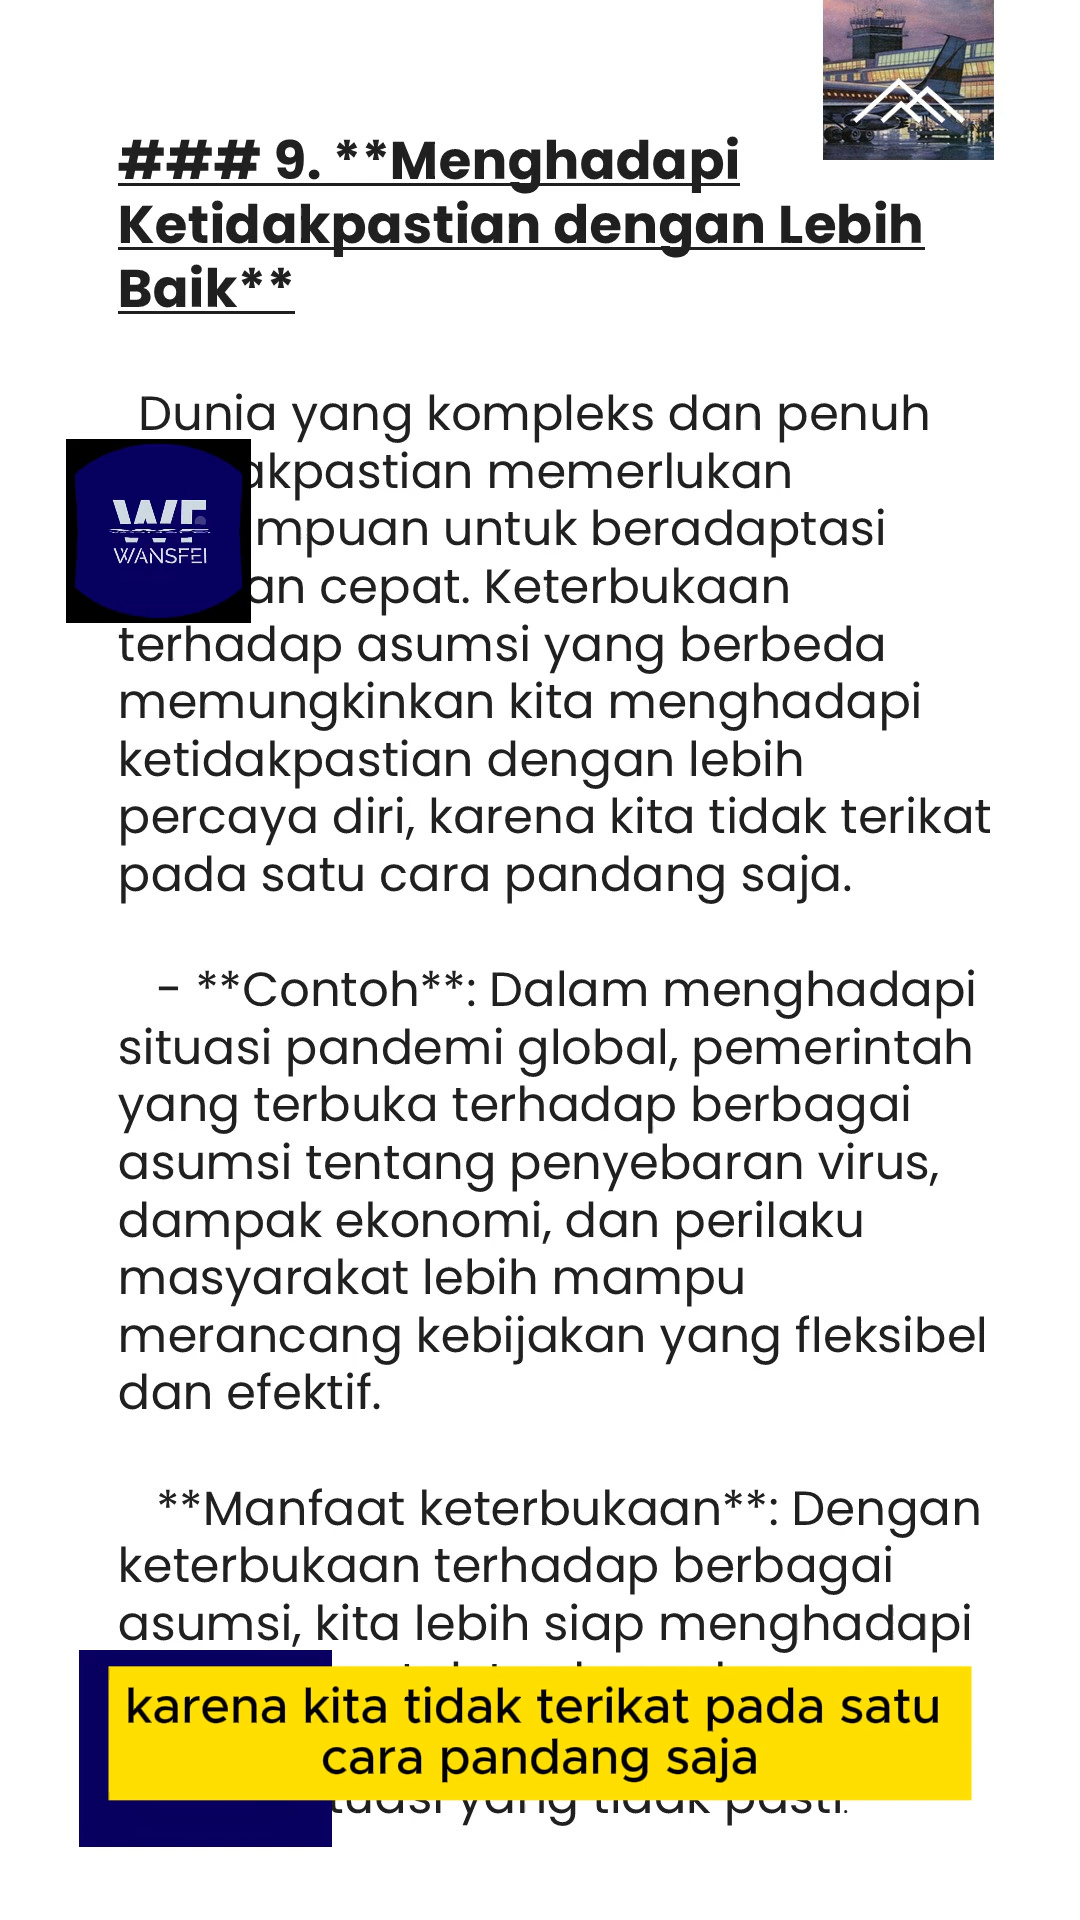 ### 9. **Menghadapi
Ketidakpastian dengan Lebih
Baik**
Dunia yang kompleks dan penuh
akpastian memerlukan
mpuan untuk beradaptasi
an cepat. Keterbukaan
terhadap asumsi yang berbeda
memungkinkan kita menghadapi
ketidakpastian dengan lebih
percaya diri, karena kita tidak terikat
pada satu cara pandang saja.
- **Contoh**: Dalam menghadapi
situasi pandemi global, pemerintah
yang terbuka terhadap berbagai
asumsi tentang penyebaran virus,
dampak ekonomi, dan perilaku
masyarakat lebih mampu
merancang kebijakan yang fleksibel
dan efektif.
**Manfaat keterbukaan**: Dengan
keterbukaan terhadap berbagai
asumsi, kita lebih siap menghadapi
karena kita tidak terikat pada satu
cara pandang saja
yang tidak pasti.
WF
WANSFEI